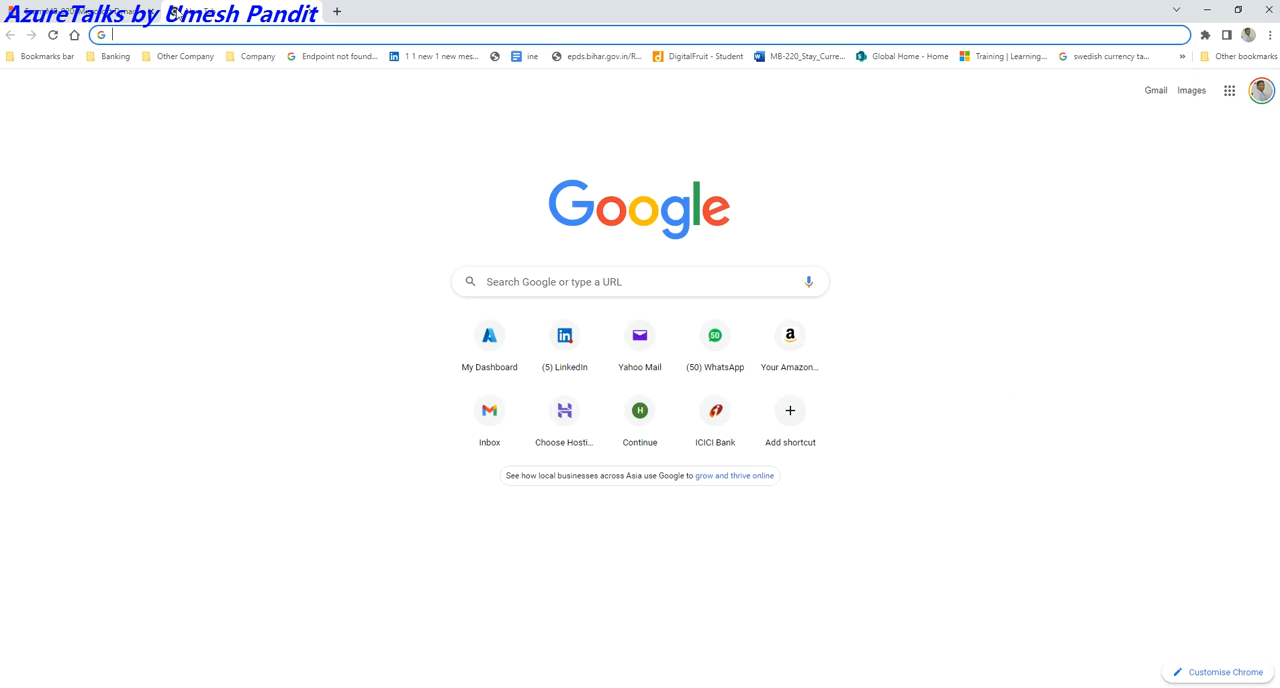 AzureTalks by Umesh Pandit
Bookmarks bar
Banking
Other Company
Company
Endpoint not found...
1 1 new 1 new mes...
ine
epds.bihar.gov.in/R...
DigitalFruit - Student
MB-220_Stay_Curre...
Global Home - Home
Training | Learning...
swedish currency ta...
»
Other bookmarks
Gmail
Images
Google
Search Google or type a URL
My Dashboard
(5) LinkedIn
Yahoo Mail
(50) WhatsApp
Your Amazon...
Inbox
Choose Hosti...
Continue
ICICI Bank
Add shortcut
See how local businesses across Asia use Google to grow and thrive online
Customise Chrome